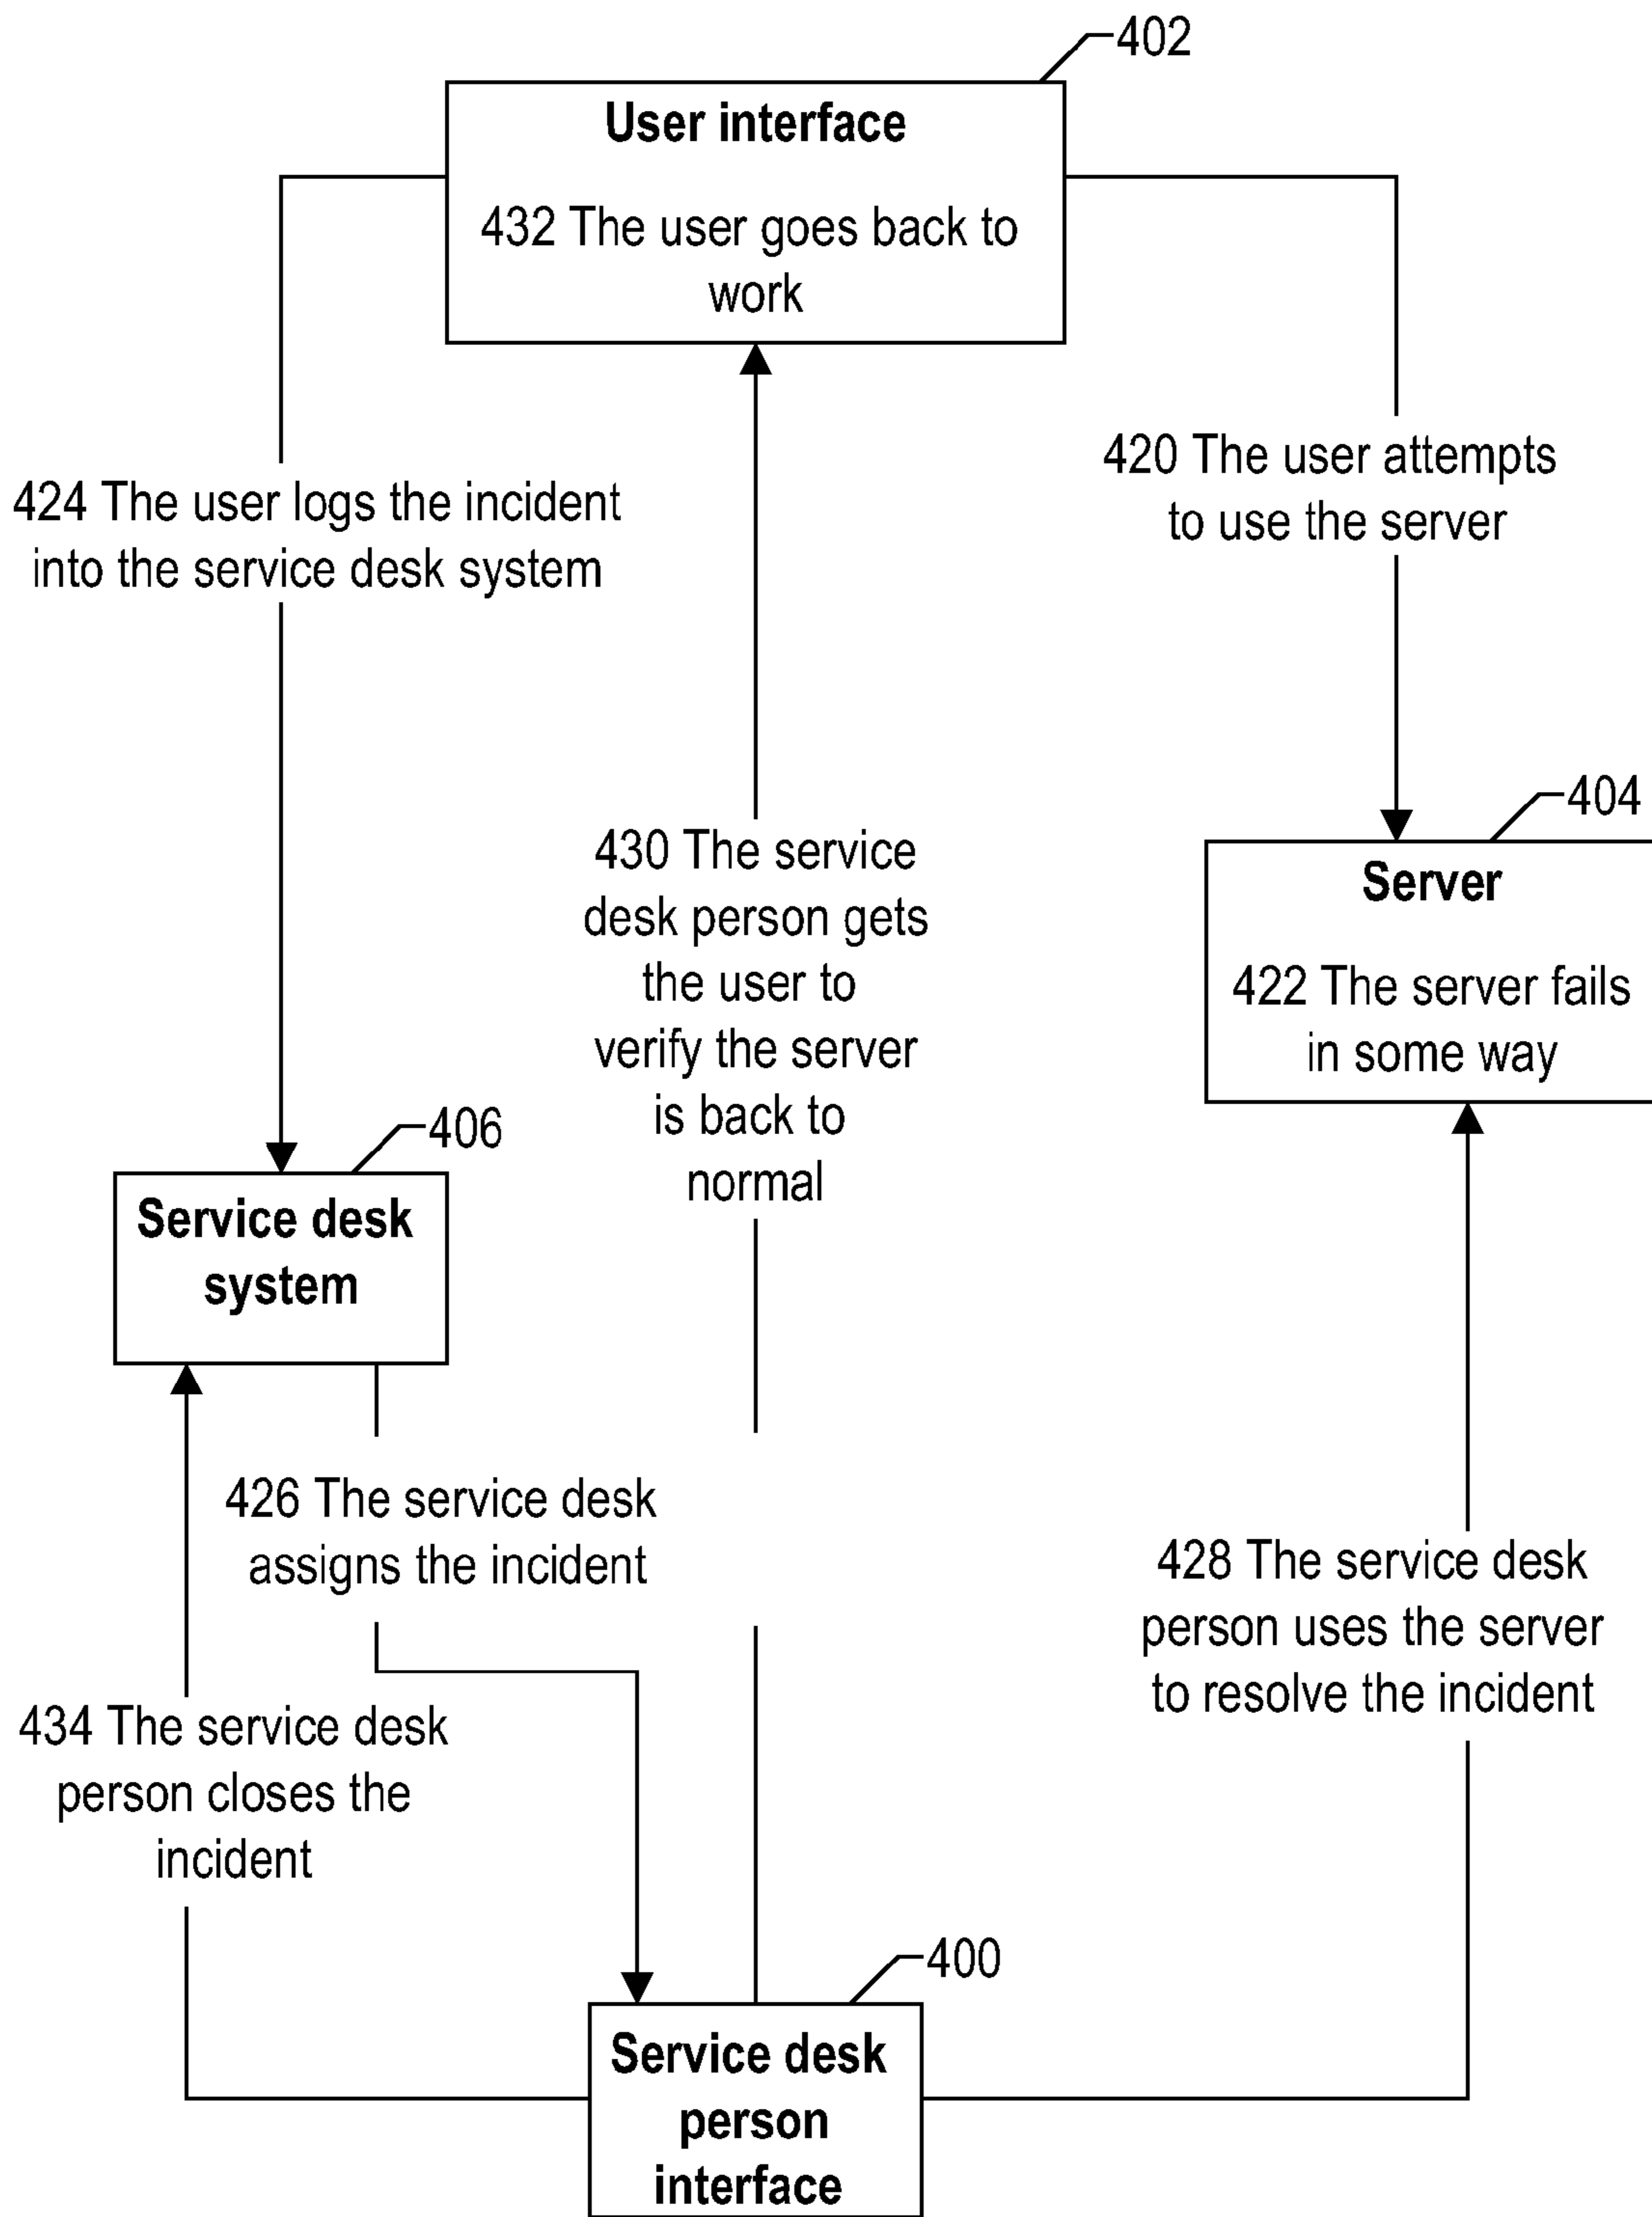 402
User interface
432 The user goes back to
work
424 The user logs the incident
into the service desk system
420 The user attempts
to use the server
404
Server
422 The server fails
in some way
430 The service
desk person gets
the user to
verify the server
is back to
normal
406
Service desk
system
426 The service desk
assigns the incident
428 The service desk
person uses the server
to resolve the incident
434 The service desk
person closes the
incident
400
Service desk
person
interface